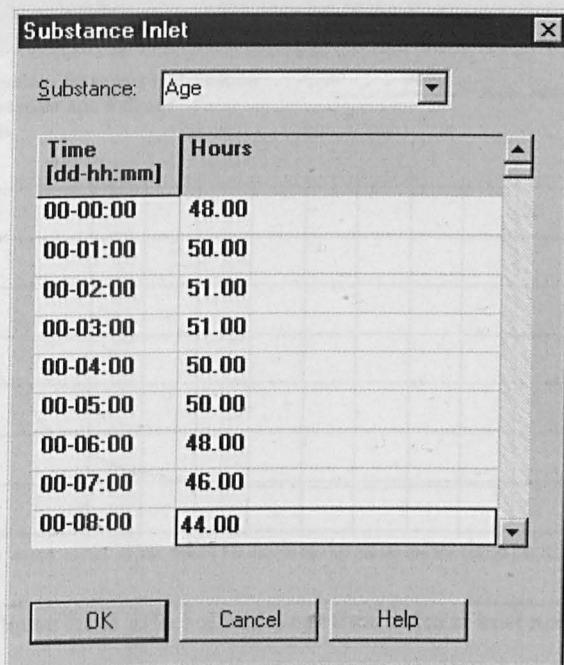 Substance Inlet
Substance: Age
Time Hours
[dd-hh:mm]
00-00:00 48.00
00-01:00 50.00
00-02:00 51.00
00-03:00 51.00
00-04:00 50.00
00-05:00 50.00
00-06:00 48.00
00-07:00 46.00
00-08:00 44.00
OK Cancel Help